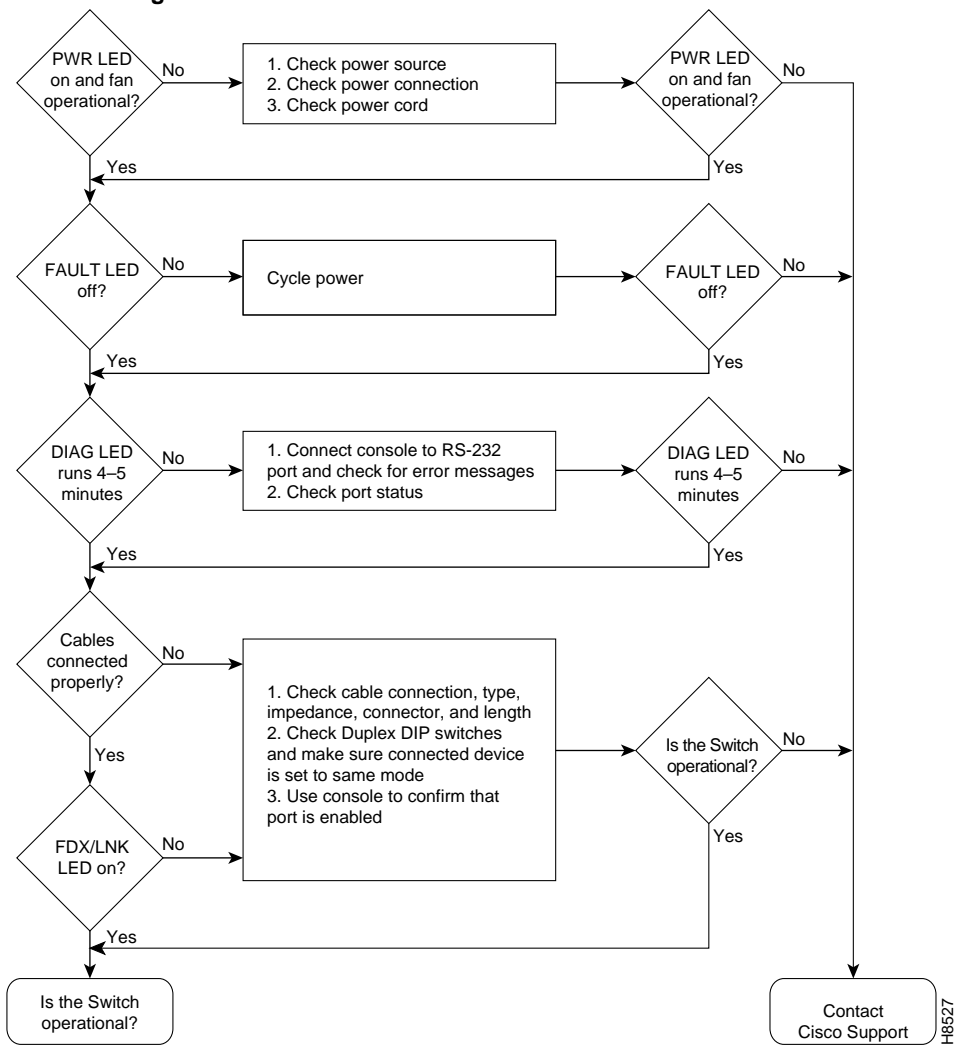 PWR LED
on and fan
operational?
No
1. Check power source
2. Check power connection
3. Check power cord
PWR LED
on and fan
operational?
No
Yes
Yes
FAULT LED
off?
No
Cycle power
FAULT LED
off?
No
Yes
Yes
DIAG LED
runs 4–5
minutes
No
1. Connect console to RS-232
port and check for error messages
2. Check port status
DIAG LED
runs 4–5
minutes
No
Yes
Yes
Cables
connected
properly?
No
Yes
1. Check cable connection, type,
impedance, connector, and length
2. Check Duplex DIP switches
and make sure connected device
is set to same mode
3. Use console to confirm that
port is enabled
Is the Switch
operational?
No
Yes
FDX/LNK
LED on?
No
Yes
Is the Switch
operational?
Contact
Cisco Support
H8527